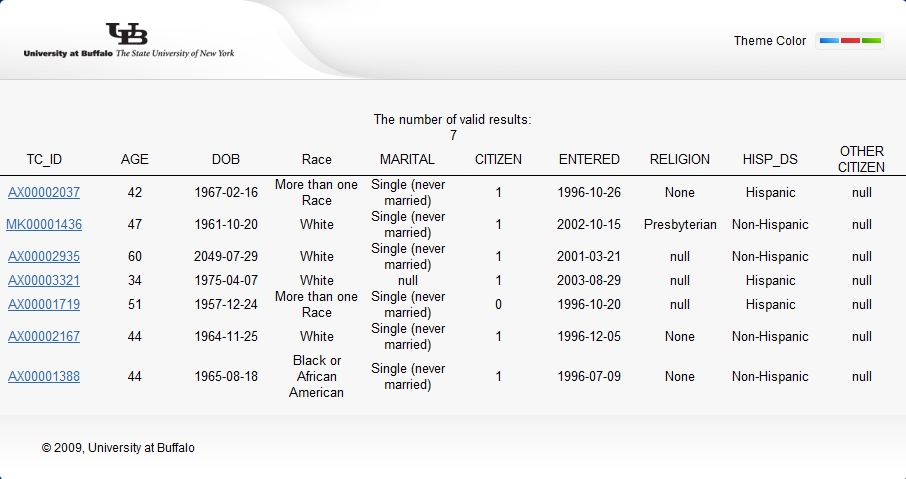 UB
University at Buffalo The State University of New York
Theme Color
The number of valid results:
7
TC_ID AGE DOB Race MARITAL CITIZEN ENTERED RELIGION HISP_DS OTHER CITIZEN
AX00002037 42 1967-02-16 More than one Race Single (never married) 1 1996-10-26 None Hispanic null
MK00001436 47 1961-10-20 White Single (never married) 1 2002-10-15 Presbyterian Non-Hispanic null
AX00002935 60 2049-07-29 White Single (never married) 1 2001-03-21 null Non-Hispanic null
AX00003321 34 1975-04-07 White null 1 2003-08-29 null Hispanic null
AX00001719 51 1957-12-24 More than one Race Single (never married) 0 1996-10-20 null Hispanic null
AX00002167 44 1964-11-25 White Single (never married) 1 1996-12-05 None Non-Hispanic null
AX00001388 44 1965-08-18 Black or African American Single (never married) 1 1996-07-09 None Non-Hispanic null
© 2009, University at Buffalo